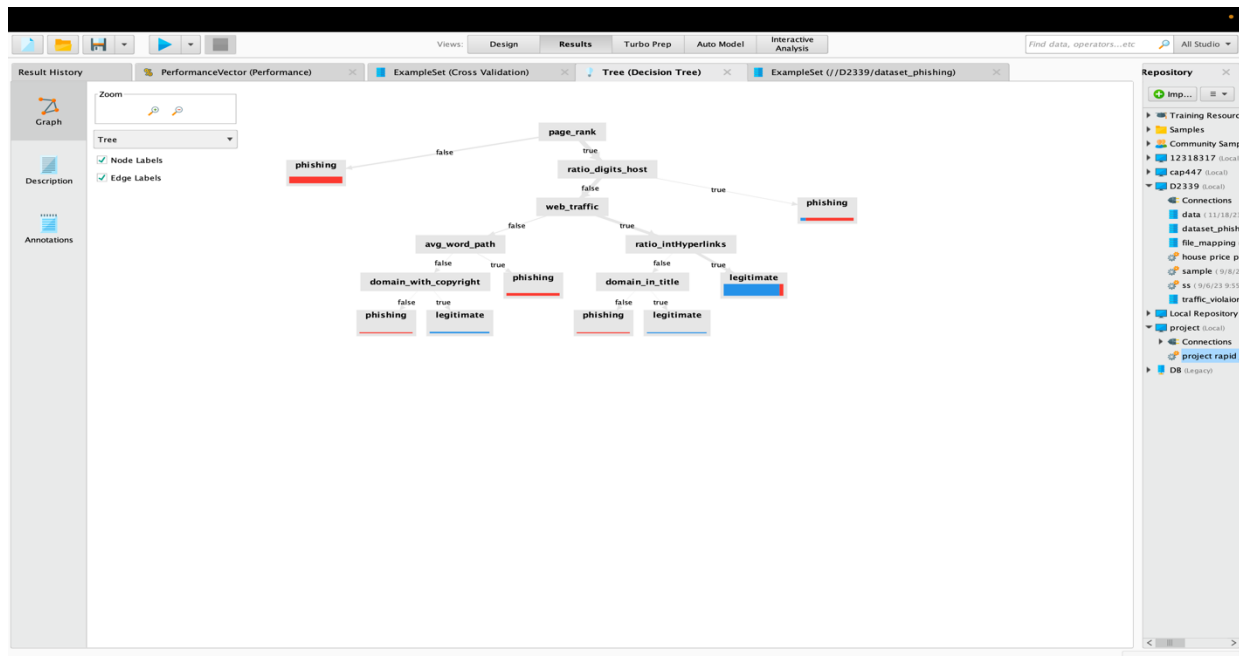 Views:
Design
Results
Turbo Prep
Auto Model
Interactive
Analysis
Find data, operators...etc
All Studio
Result History
PerformanceVector (Performance)
ExampleSet (Cross Validation)
Tree (Decision Tree)
ExampleSet (//D2339/dataset_phishing)
Repository
Graph
Description
Annotations
Zoom
Tree
Node Labels
Edge Labels
page_rank
false
true
phishing
ratio_digits_host
false
true
web_traffic
phishing
false
true
avg_word_path
ratio_intHyperlinks
false
true
false
true
domain_with_copyright
phishing
domain_in_title
legitimate
false
true
false
true
phishing
legitimate
phishing
legitimate
Imp...
Training Resourc
Samples
Community Samp
12318317 (Local
cap447 (Local)
D2339 (Local)
Connections
data ( 11/18/2
dataset_phish
file_mapping
house price p
sample ( 9/8/2
ss ( 9/6/23 9:55
traffic_violaion
Local Repository
project (Local)
Connections
project rapid
DB (Legacy)